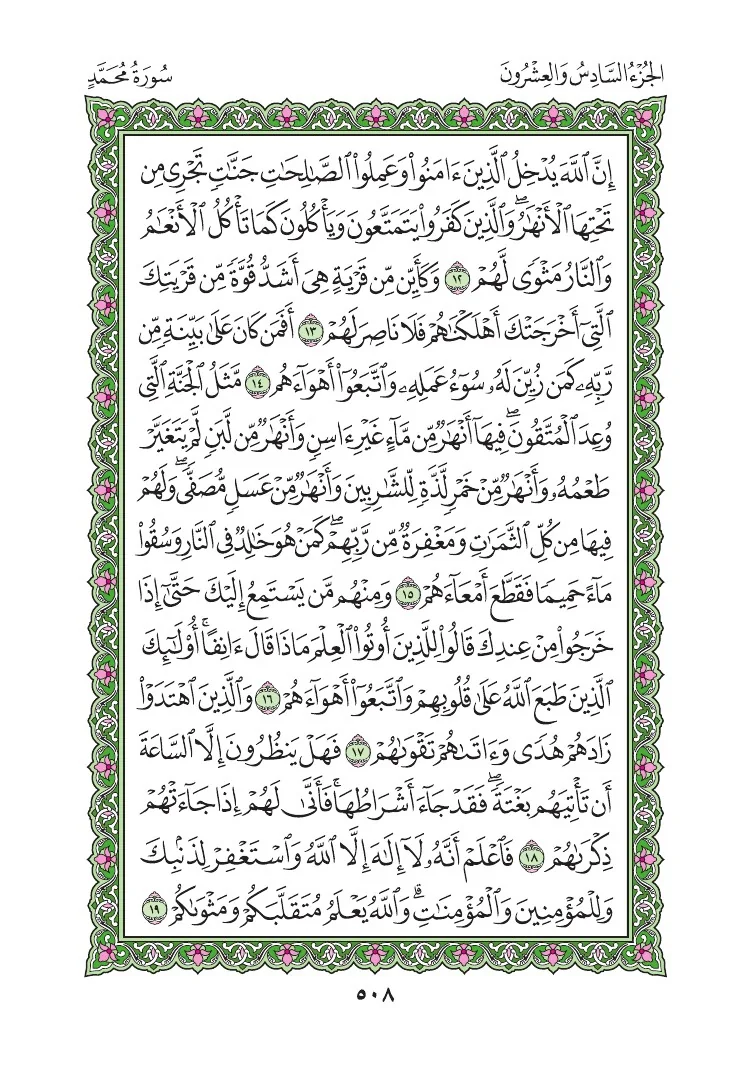 الجُزْءُ السَّادِسُ وَالعِشْرُونَ
سُورَةُ مُحَمَّدٍ
إِنَّ ٱللَّهَ يُدْخِلُ ٱلَّذِينَ ءَامَنُوا۟ وَعَمِلُوا۟ ٱلصَّـٰلِحَـٰتِ جَنَّـٰتٍ تَجْرِى مِن
تَحْتِهَا ٱلْأَنْهَـٰرُ ۖ وَٱلَّذِينَ كَفَرُوا۟ يَتَمَتَّعُونَ وَيَأْكُلُونَ كَمَا تَأْكُلُ ٱلْأَنْعَـٰمُ
وَٱلنَّارُ مَثْوًى لَّهُمْ ١٢ وَكَأَيِّن مِّن قَرْيَةٍ هِىَ أَشَدُّ قُوَّةً مِّن قَرْيَتِكَ
ٱلَّتِىٓ أَخْرَجَتْكَ أَهْلَكْنَـٰهُمْ فَلَا نَاصِرَ لَهُمْ ١٣ أَفَمَن كَانَ عَلَىٰ بَيِّنَةٍ مِّن
رَّبِّهِۦ كَمَن زُيِّنَ لَهُۥ سُوٓءُ عَمَلِهِۦ وَٱتَّبَعُوٓا۟ أَهْوَآءَهُم ١٤ مَّثَلُ ٱلْجَنَّةِ ٱلَّتِى
وُعِدَ ٱلْمُتَّقُونَ ۖ فِيهَآ أَنْهَـٰرٌ مِّن مَّآءٍ غَيْرِ ءَاسِنٍ وَأَنْهَـٰرٌ مِّن لَّبَنٍ لَّمْ يَتَغَيَّرْ
طَعْمُهُۥ وَأَنْهَـٰرٌ مِّنْ خَمْرٍ لَّذَّةٍ لِّلشَّـٰرِبِينَ وَأَنْهَـٰرٌ مِّنْ عَسَلٍ مُّصَفًّى ۖ وَلَهُمْ
فِيهَا مِن كُلِّ ٱلثَّمَرَٰتِ وَمَغْفِرَةٌ مِّن رَّبِّهِمْ ۖ كَمَنْ هُوَ خَـٰلِدٌ فِى ٱلنَّارِ وَسُقُوا۟
مَآءً حَمِيمًا فَقَطَّعَ أَمْعَآءَهُمْ ١٥ وَمِنْهُم مَّن يَسْتَمِعُ إِلَيْكَ حَتَّىٰٓ إِذَا
خَرَجُوا۟ مِنْ عِندِكَ قَالُوا۟ لِلَّذِينَ أُوتُوا۟ ٱلْعِلْمَ مَاذَا قَالَ ءَانِفًا ۚ أُو۟لَـٰٓئِكَ
ٱلَّذِينَ طَبَعَ ٱللَّهُ عَلَىٰ قُلُوبِهِمْ وَٱتَّبَعُوٓا۟ أَهْوَآءَهُمْ ١٦ وَٱلَّذِينَ ٱهْتَدَوْا۟
زَادَهُمْ هُدًى وَءَاتَىٰهُمْ تَقْوَىٰهُمْ ١٧ فَهَلْ يَنظُرُونَ إِلَّا ٱلسَّاعَةَ
أَن تَأْتِيَهُم بَغْتَةً ۖ فَقَدْ جَآءَ أَشْرَاطُهَا ۚ فَأَنَّىٰ لَهُمْ إِذَا جَآءَتْهُمْ
ذِكْرَىٰهُمْ ١٨ فَٱعْلَمْ أَنَّهُۥ لَآ إِلَـٰهَ إِلَّا ٱللَّهُ وَٱسْتَغْفِرْ لِذَنۢبِكَ
وَلِلْمُؤْمِنِينَ وَٱلْمُؤْمِنَـٰتِ ۗ وَٱللَّهُ يَعْلَمُ مُتَقَلَّبَكُمْ وَمَثْوَىٰكُمْ ١٩
٥٠٨